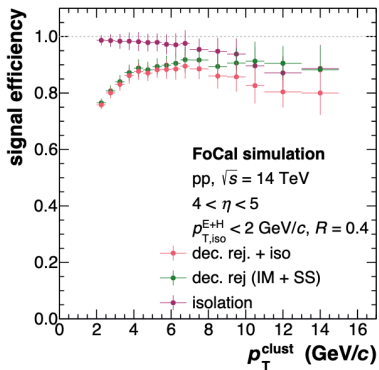 signal efficiency
1.0
0.8
0.6
0.4
0.2
0.0
FoCal simulation
pp, √s = 14 TeV
4 < η < 5
p_{T,iso}^{E+H} < 2 GeV/c, R = 0.4
dec. rej. + iso
dec. rej (IM + SS)
isolation
0 2 4 6 8 10 12 14 16
p_T^{clust} (GeV/c)